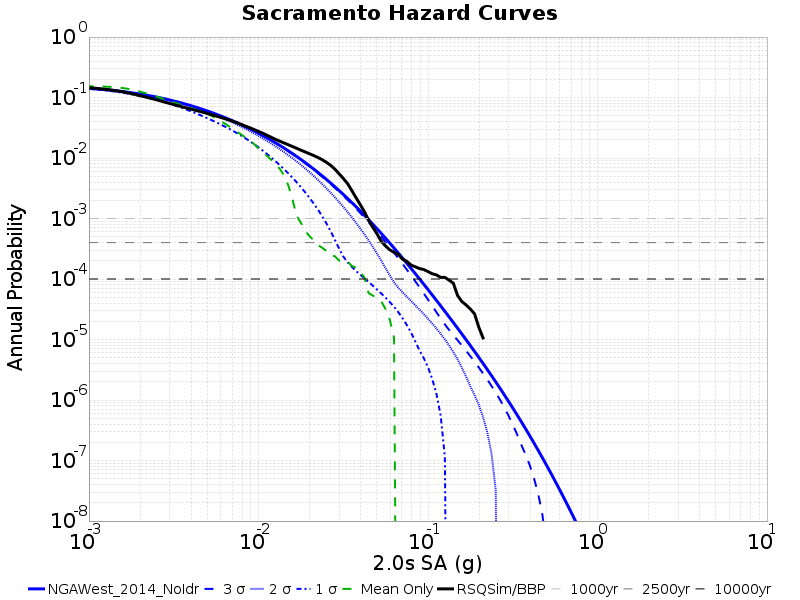 Sacramento Hazard Curves
10^0
10^-1
10^-2
10^-3
10^-4
10^-5
10^-6
10^-7
10^-8
Annual Probability
10^-3 10^-2 10^-1 10^0 10^1
2.0s SA (g)
NGAWest_2014_NoIdr 3 σ 2 σ 1 σ Mean Only RSQSim/BBP 1000yr 2500yr 10000yr